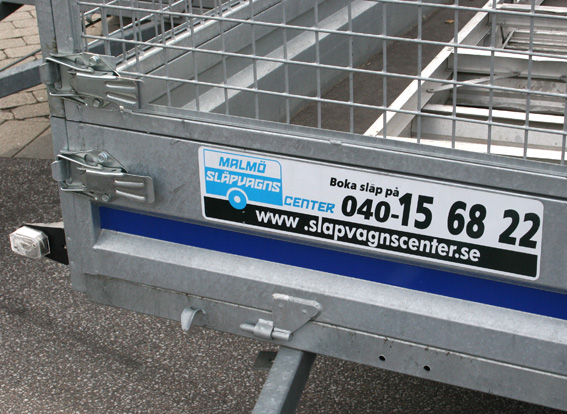 MALMÖ
SLÄPVAGNS
CENTER
Boka släp på
040-15 68 22
www.slapvagnscenter.se